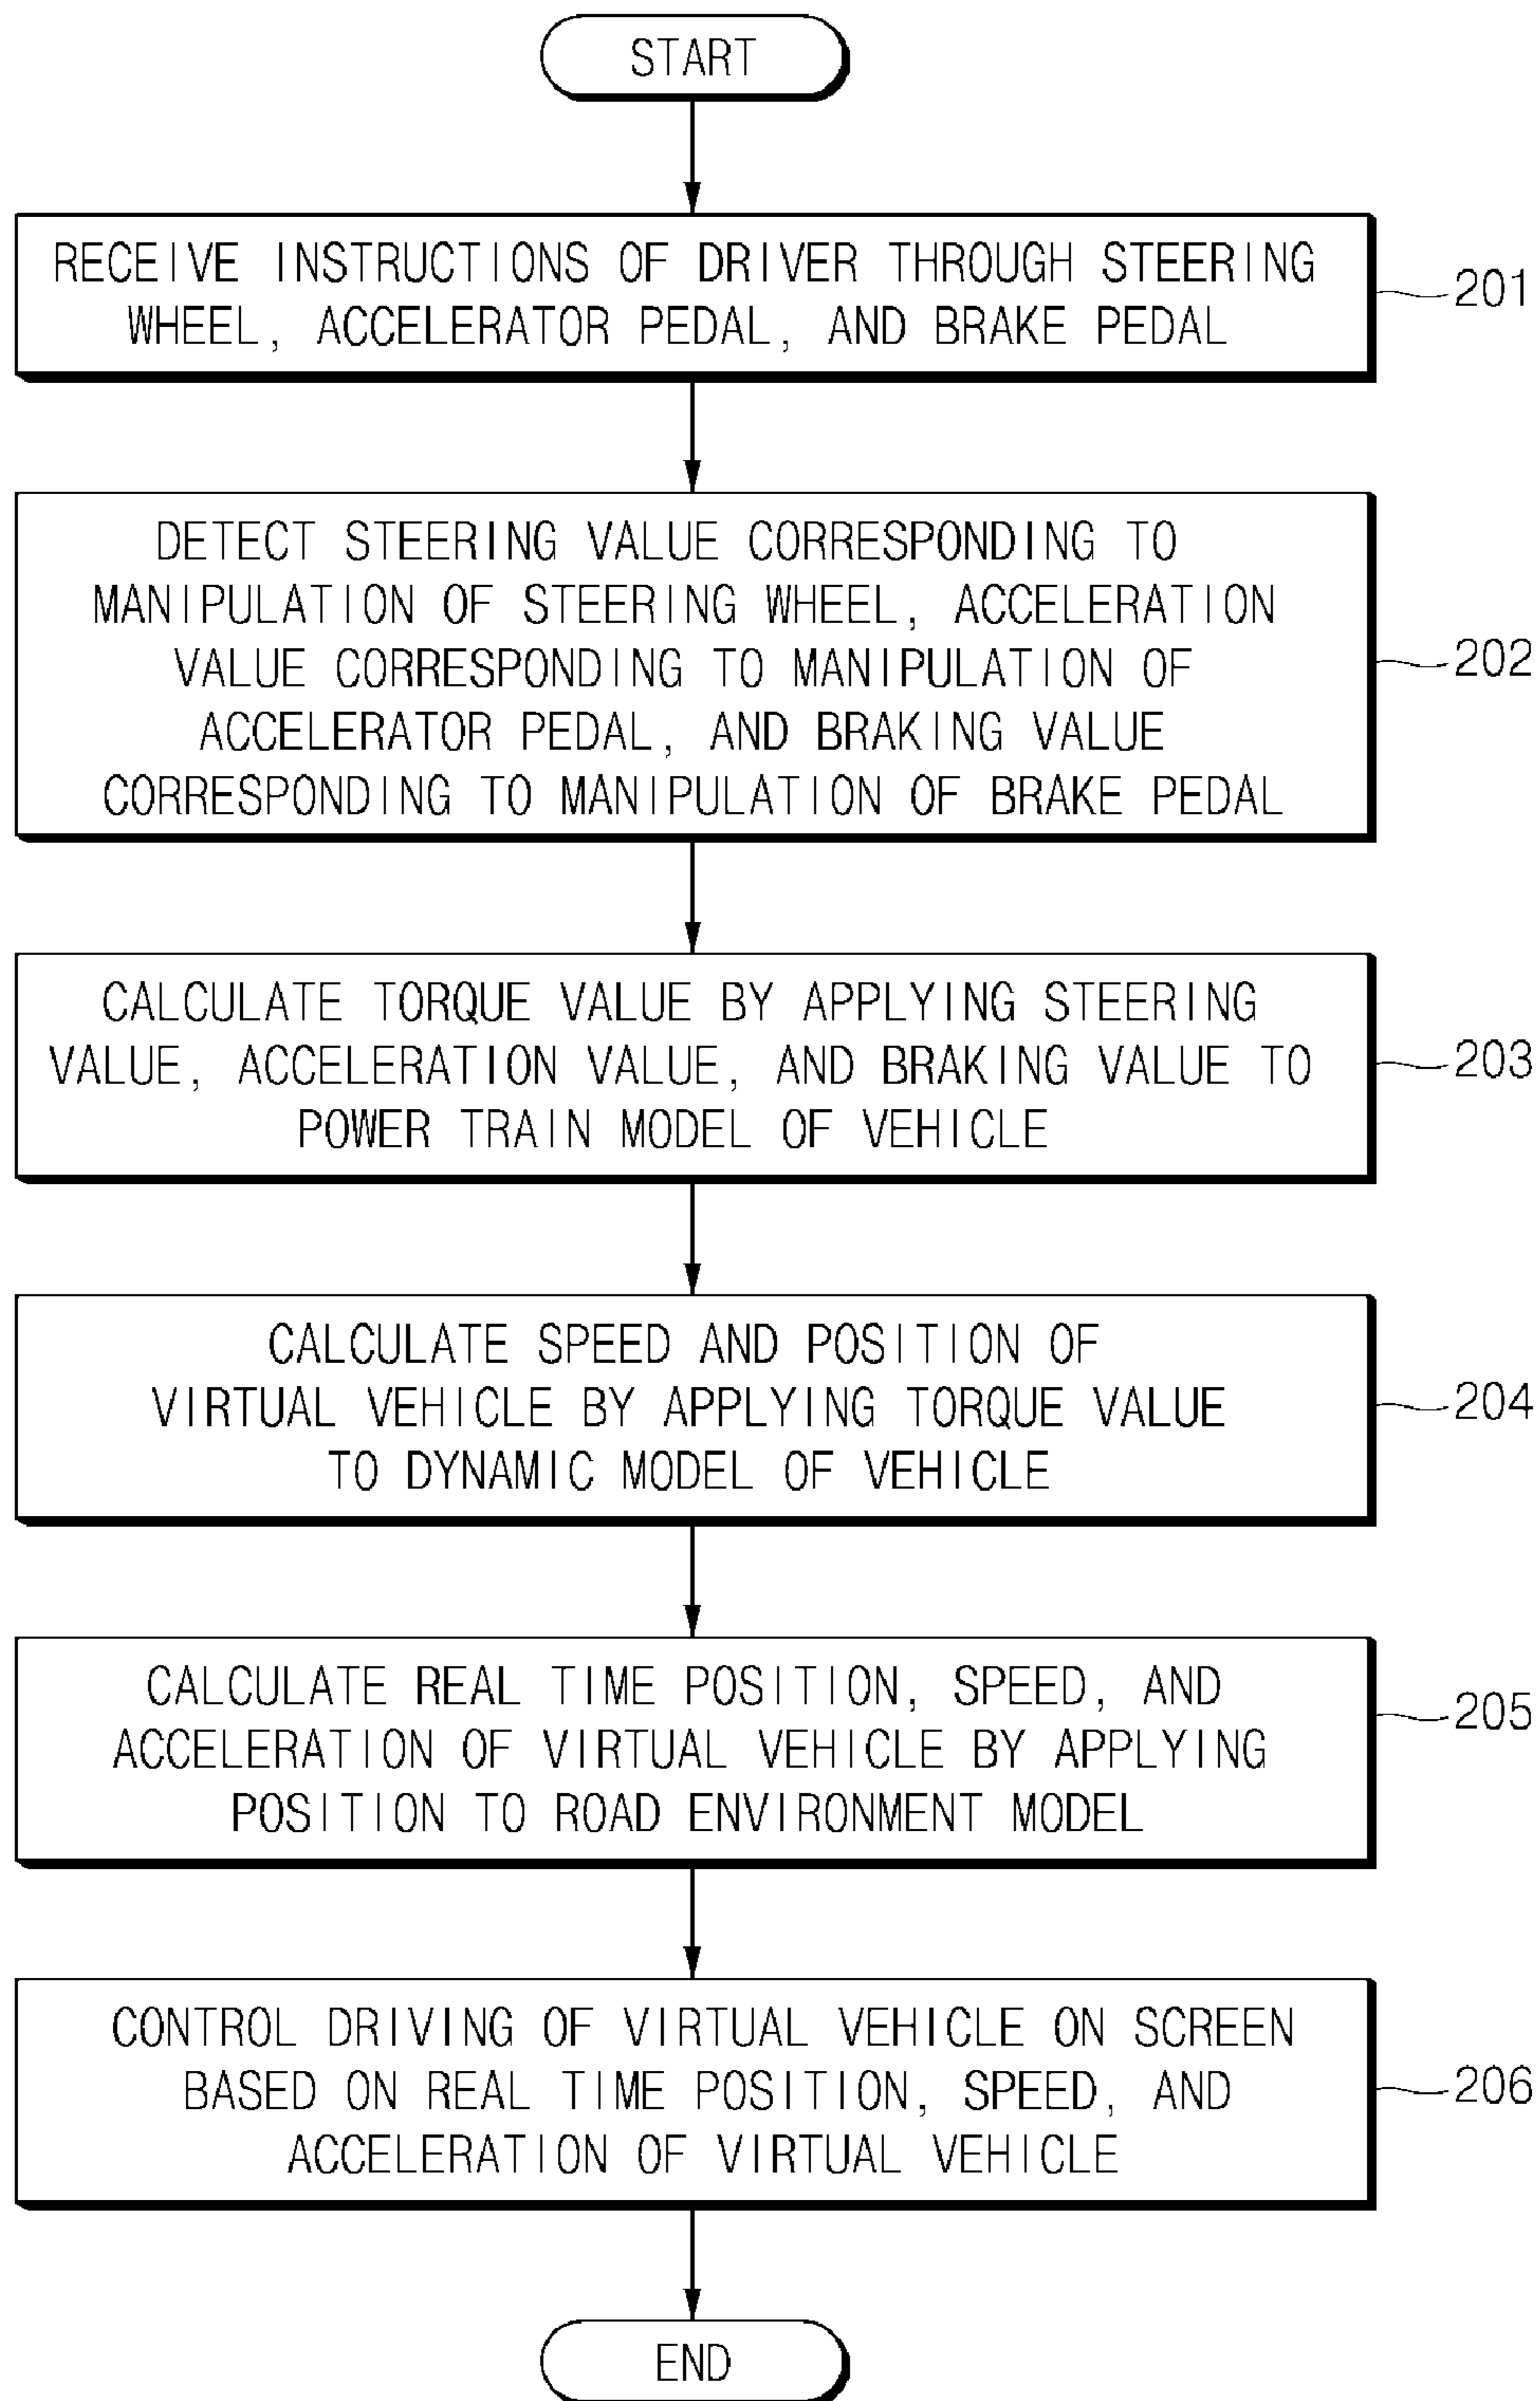 START
RECEIVE INSTRUCTIONS OF DRIVER THROUGH STEERING
WHEEL, ACCELERATOR PEDAL, AND BRAKE PEDAL
201
DETECT STEERING VALUE CORRESPONDING TO
MANIPULATION OF STEERING WHEEL, ACCELERATION
VALUE CORRESPONDING TO MANIPULATION OF
ACCELERATOR PEDAL, AND BRAKING VALUE
CORRESPONDING TO MANIPULATION OF BRAKE PEDAL
202
CALCULATE TORQUE VALUE BY APPLYING STEERING
VALUE, ACCELERATION VALUE, AND BRAKING VALUE TO
POWER TRAIN MODEL OF VEHICLE
203
CALCULATE SPEED AND POSITION OF
VIRTUAL VEHICLE BY APPLYING TORQUE VALUE
TO DYNAMIC MODEL OF VEHICLE
204
CALCULATE REAL TIME POSITION, SPEED, AND
ACCELERATION OF VIRTUAL VEHICLE BY APPLYING
POSITION TO ROAD ENVIRONMENT MODEL
205
CONTROL DRIVING OF VIRTUAL VEHICLE ON SCREEN
BASED ON REAL TIME POSITION, SPEED, AND
ACCELERATION OF VIRTUAL VEHICLE
206
END